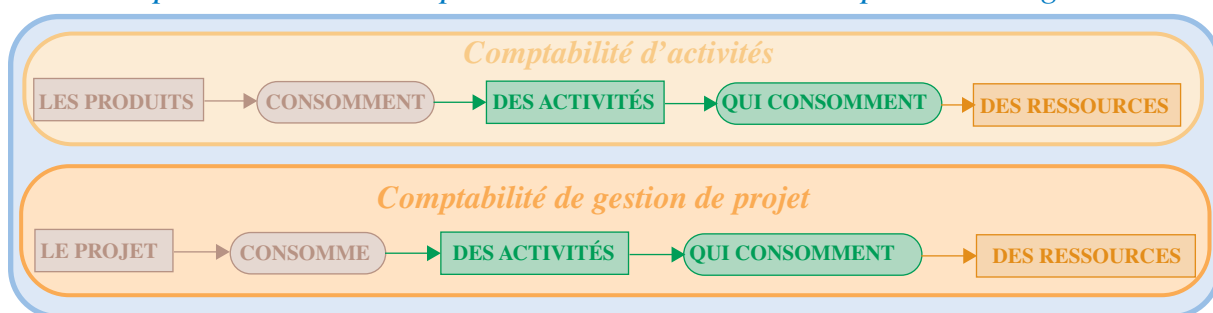 Comptabilité d’activités
LES PRODUITS CONSOMMENT DES ACTIVITÉS QUI CONSOMMENT DES RESSOURCES
Comptabilité de gestion de projet
LE PROJET CONSOMME DES ACTIVITÉS QUI CONSOMMENT DES RESSOURCES